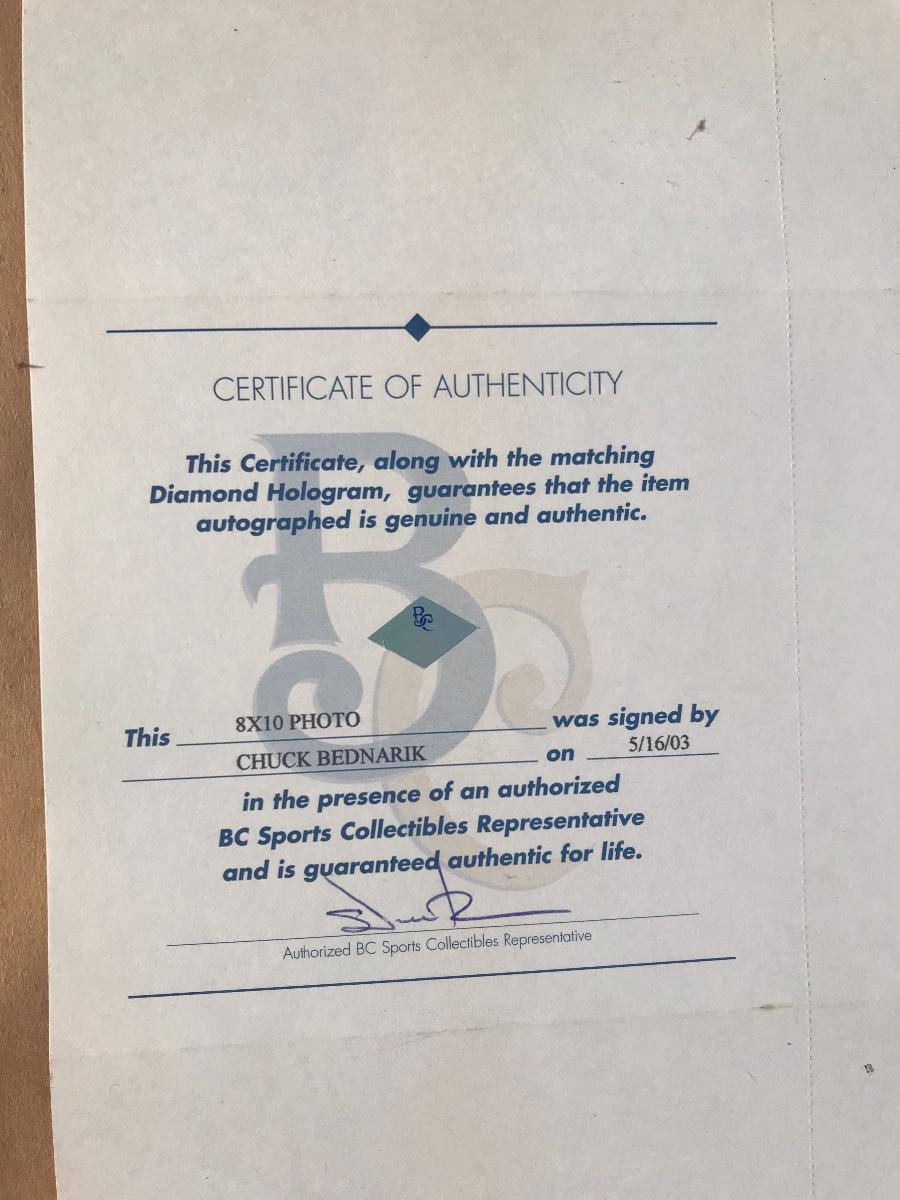 CERTIFICATE OF AUTHENTICITY
This Certificate, along with the matching
Diamond Hologram, guarantees that the item
autographed is genuine and authentic.
BC
This 8X10 PHOTO was signed by
CHUCK BEDNARIK on 5/16/03
in the presence of an authorized
BC Sports Collectibles Representative
and is guaranteed authentic for life.
Authorized BC Sports Collectibles Representative